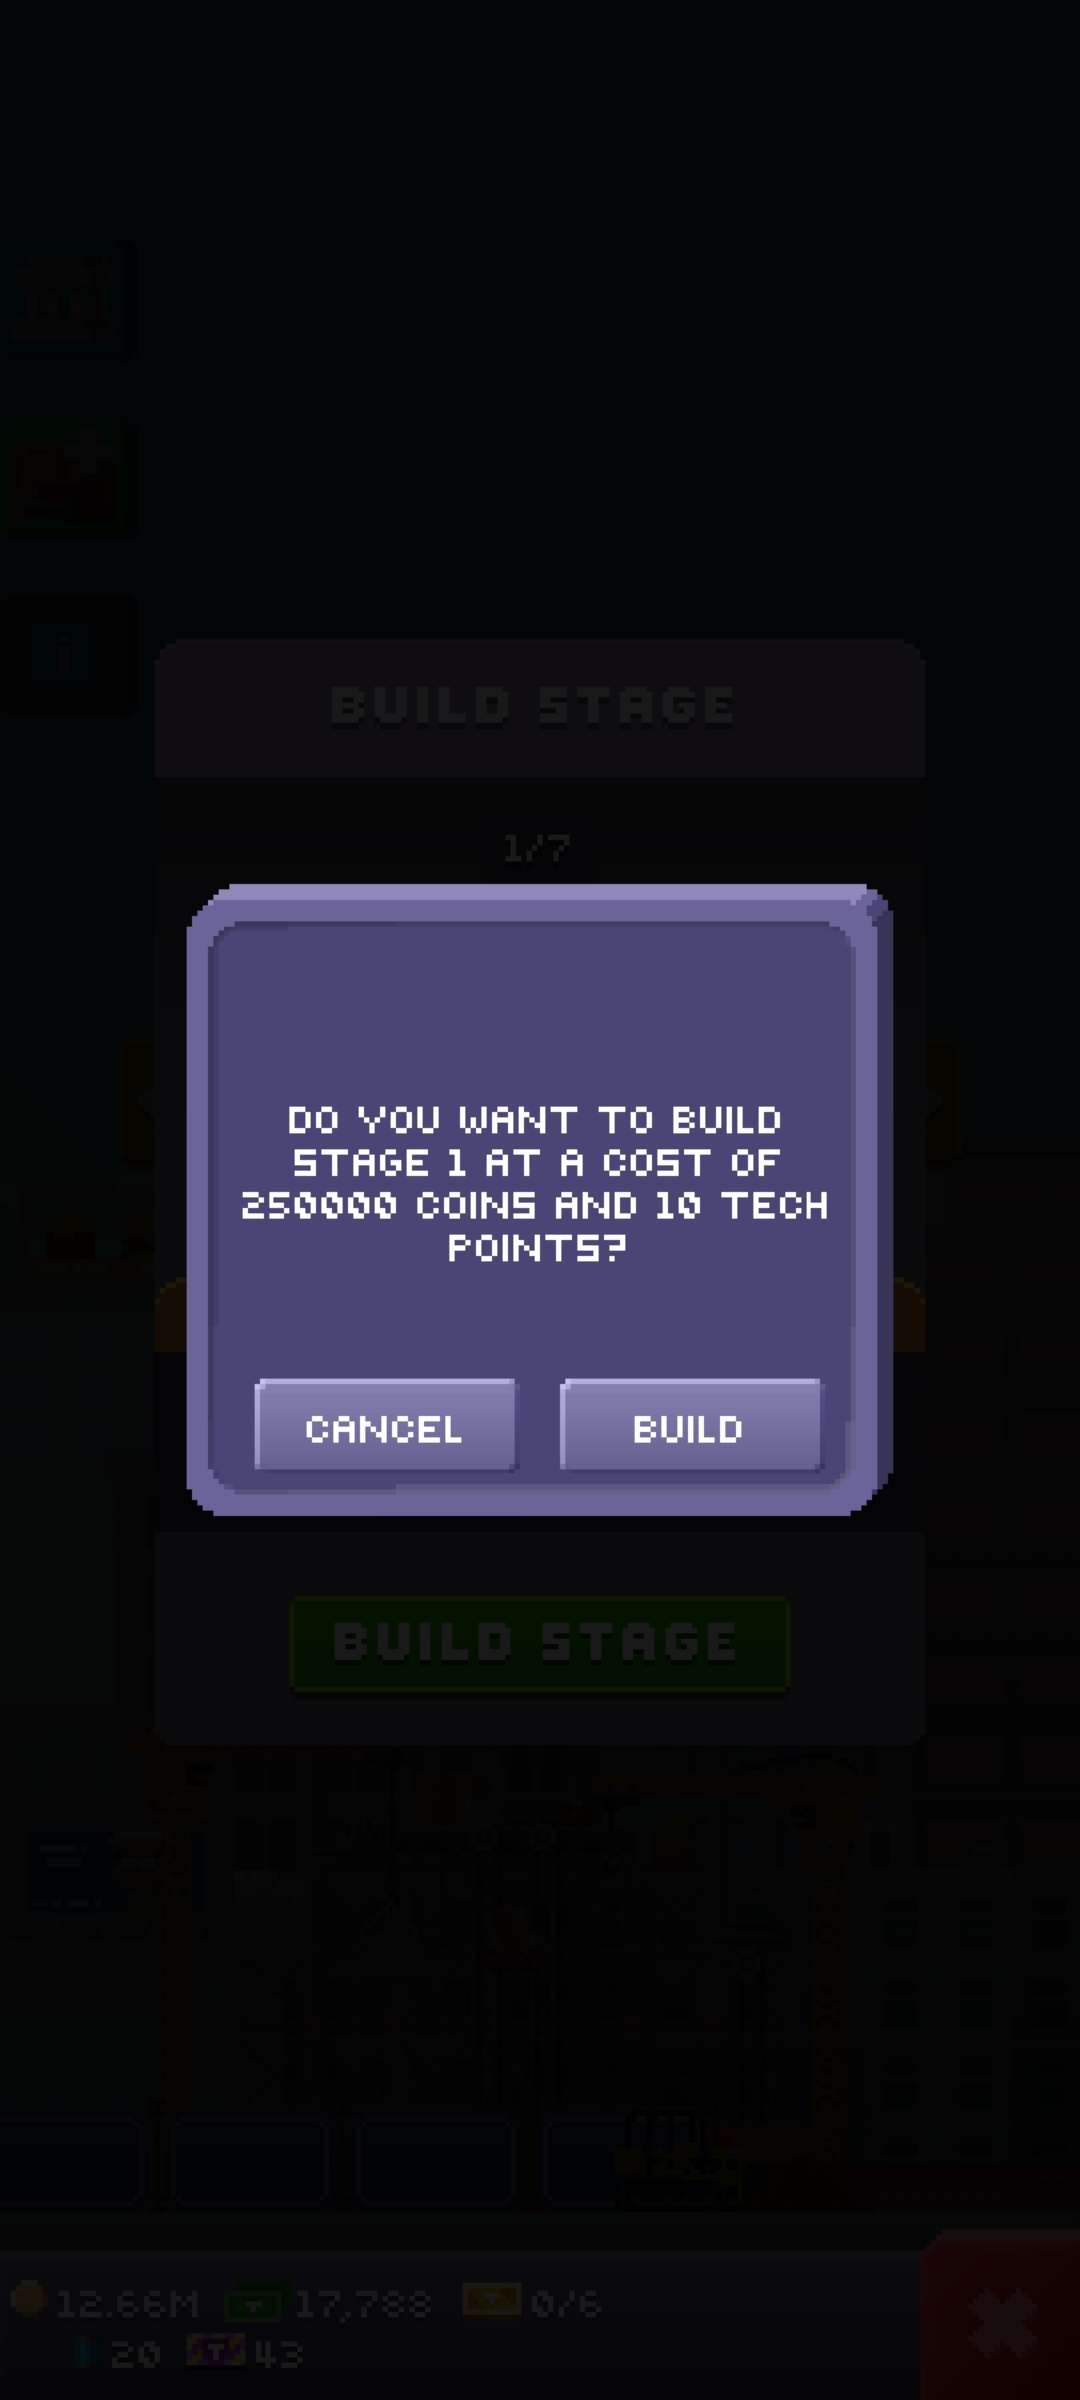 BUILD STAGE
1/7
DO YOU WANT TO BUILD
STAGE 1 AT A COST OF
250000 COINS AND 10 TECH
POINTS?
CANCEL BUILD
BUILD STAGE
12.66M 17,788 0/6
20 43